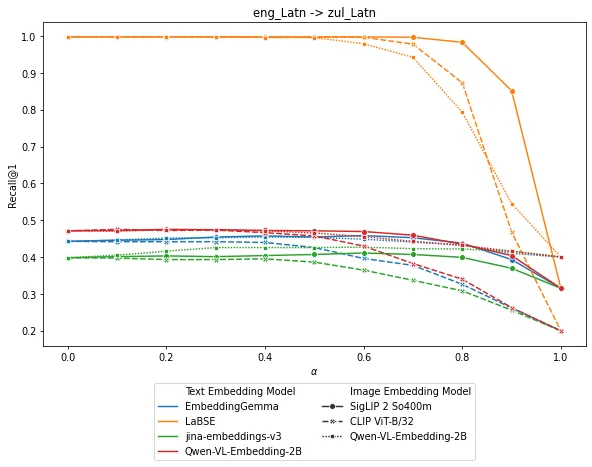 eng_Latn -> zul_Latn
Recall@1
1.0
0.9
0.8
0.7
0.6
0.5
0.4
0.3
0.2
0.0 0.2 0.4 0.6 0.8 1.0
α
Text Embedding Model
EmbeddingGemma
LaBSE
jina-embeddings-v3
Qwen-VL-Embedding-2B
Image Embedding Model
SigLIP 2 So400m
CLIP ViT-B/32
Qwen-VL-Embedding-2B